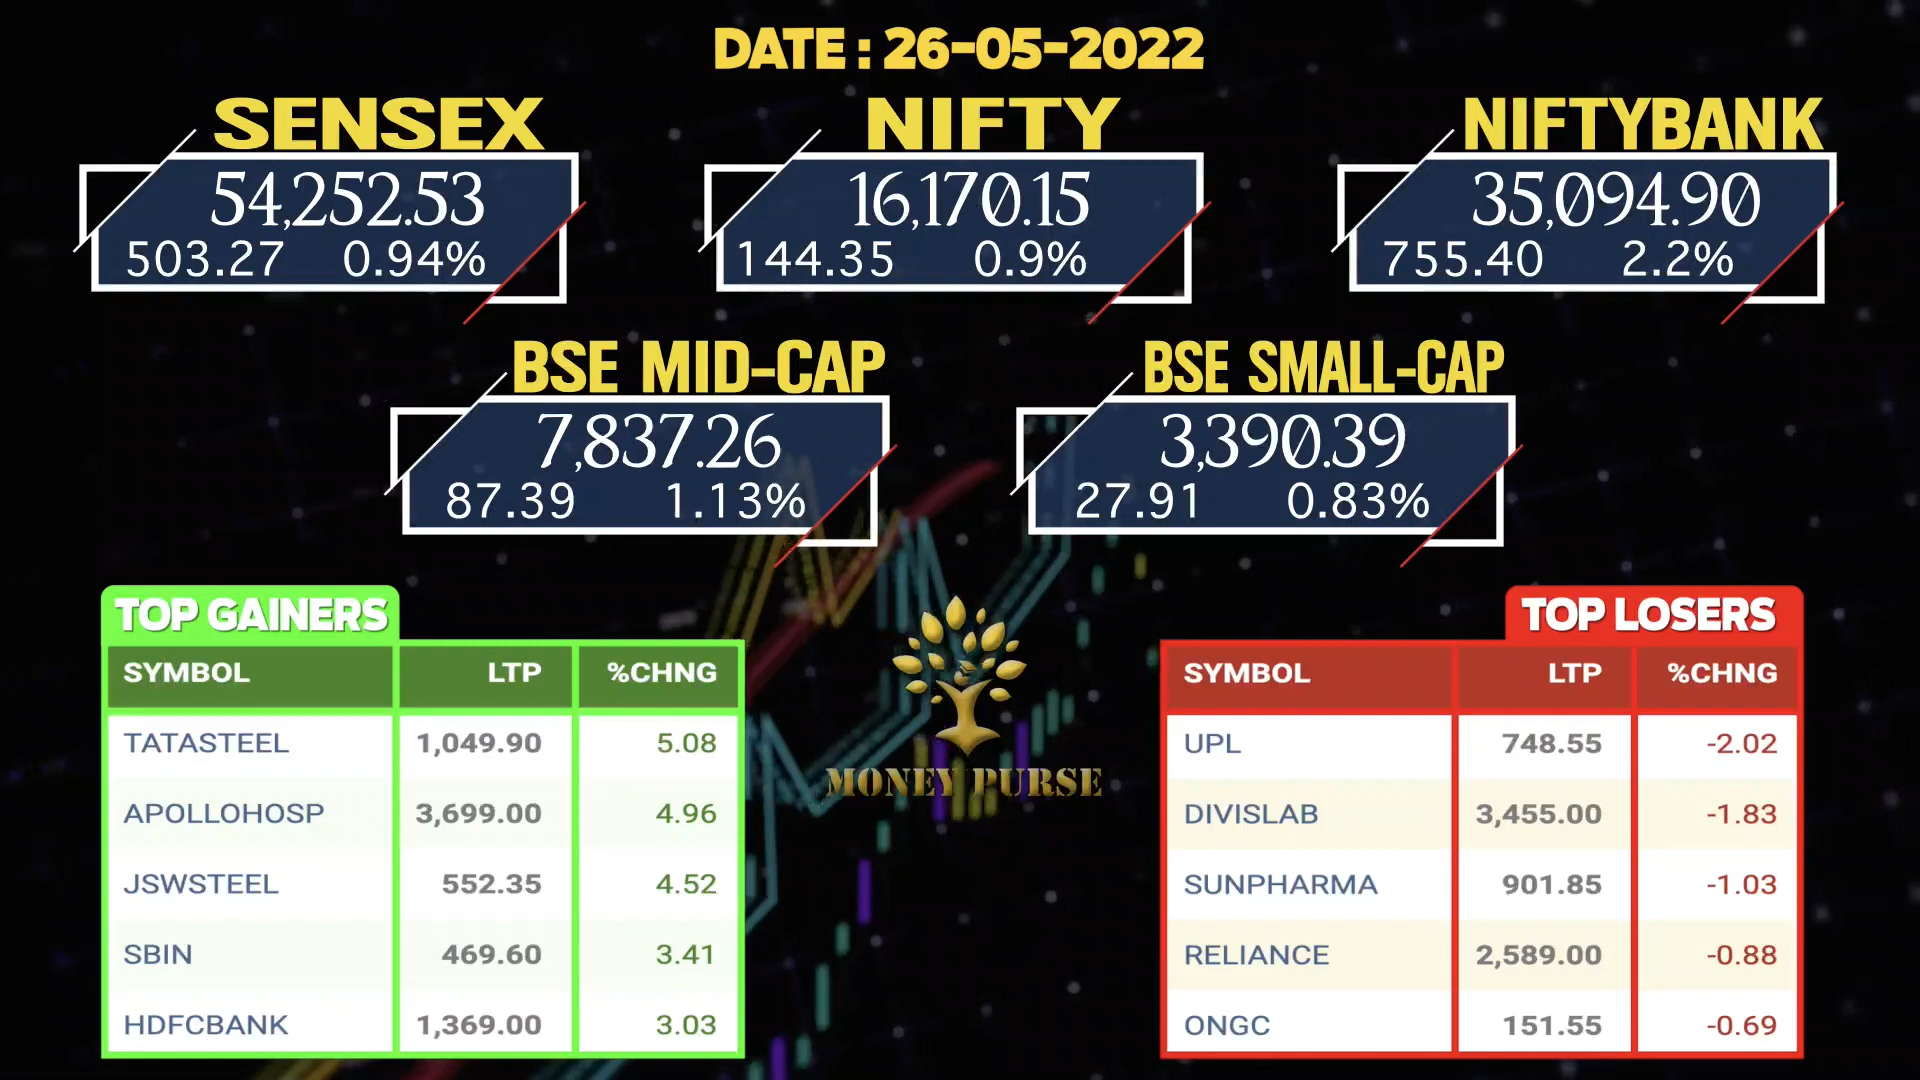 DATE : 26-05-2022
SENSEX
54,252.53
503.27 0.94%
NIFTY
16,170.15
144.35 0.9%
NIFTYBANK
35,094.90
755.40 2.2%
BSE MID-CAP
7,837.26
87.39 1.13%
BSE SMALL-CAP
3,390.39
27.91 0.83%
TOP GAINERS
SYMBOL LTP %CHNG
TATASTEEL 1,049.90 5.08
APOLLOHOSP 3,699.00 4.96
JSWSTEEL 552.35 4.52
SBIN 469.60 3.41
HDFCBANK 1,369.00 3.03
MONEY PURSE
TOP LOSERS
SYMBOL LTP %CHNG
UPL 748.55 -2.02
DIVISLAB 3,455.00 -1.83
SUNPHARMA 901.85 -1.03
RELIANCE 2,589.00 -0.88
ONGC 151.55 -0.69